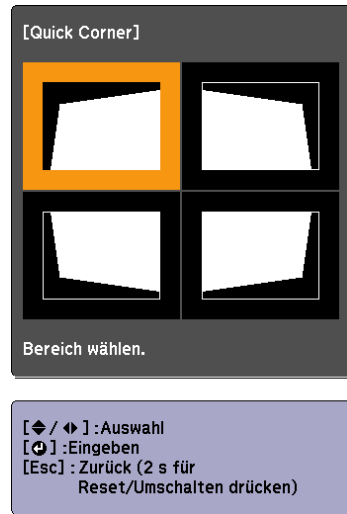 [Quick Corner]
Bereich wählen.
[ / ] :Auswahl
[ ] :Eingeben
[Esc] : Zurück (2 s für
Reset/Umschalten drücken)